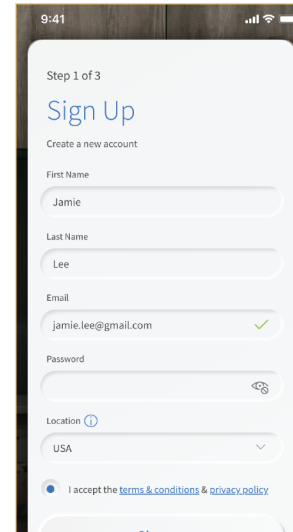 9:41
Step 1 of 3
Sign Up
Create a new account
First Name
Jamie
Last Name
Lee
Email
jamie.lee@gmail.com
Password
Location
USA
I accept the terms & conditions & privacy policy